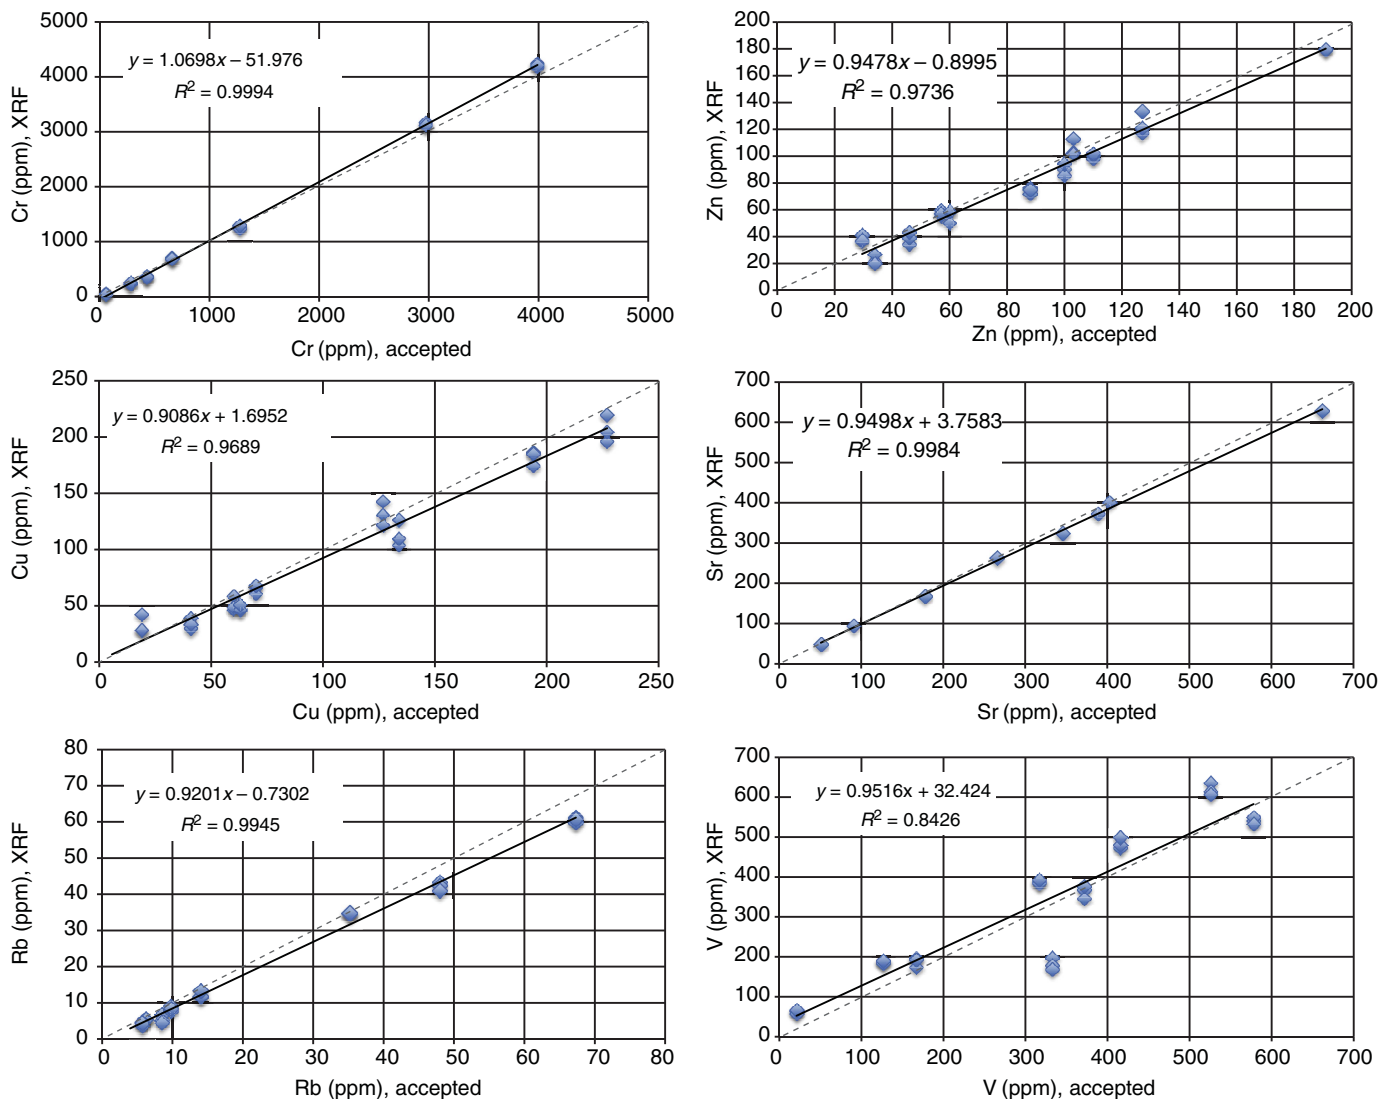 5000
4000
3000
2000
1000
0
Cr (ppm), XRF
y = 1.0698x – 51.976
R² = 0.9994
0 1000 2000 3000 4000 5000
Cr (ppm), accepted
200
180
160
140
120
100
80
60
40
20
0
Zn (ppm), XRF
y = 0.9478x – 0.8995
R² = 0.9736
0 20 40 60 80 100 120 140 160 180 200
Zn (ppm), accepted
250
200
150
100
50
0
Cu (ppm), XRF
y = 0.9086x + 1.6952
R² = 0.9689
0 50 100 150 200 250
Cu (ppm), accepted
700
600
500
400
300
200
100
0
Sr (ppm), XRF
y = 0.9498x + 3.7583
R² = 0.9984
0 100 200 300 400 500 600 700
Sr (ppm), accepted
80
70
60
50
40
30
20
10
0
Rb (ppm), XRF
y = 0.9201x – 0.7302
R² = 0.9945
0 10 20 30 40 50 60 70 80
Rb (ppm), accepted
700
600
500
400
300
200
100
0
V (ppm), XRF
y = 0.9516x + 32.424
R² = 0.8426
0 100 200 300 400 500 600 700
V (ppm), accepted